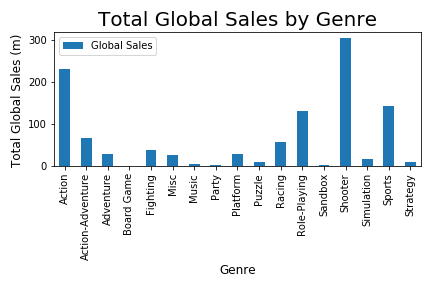 Total Global Sales by Genre
Total Global Sales (m)
300
200
100
0
Global Sales
Action
Action-Adventure
Adventure
Board Game
Fighting
Misc
Music
Party
Platform
Puzzle
Racing
Role-Playing
Sandbox
Shooter
Simulation
Sports
Strategy
Genre